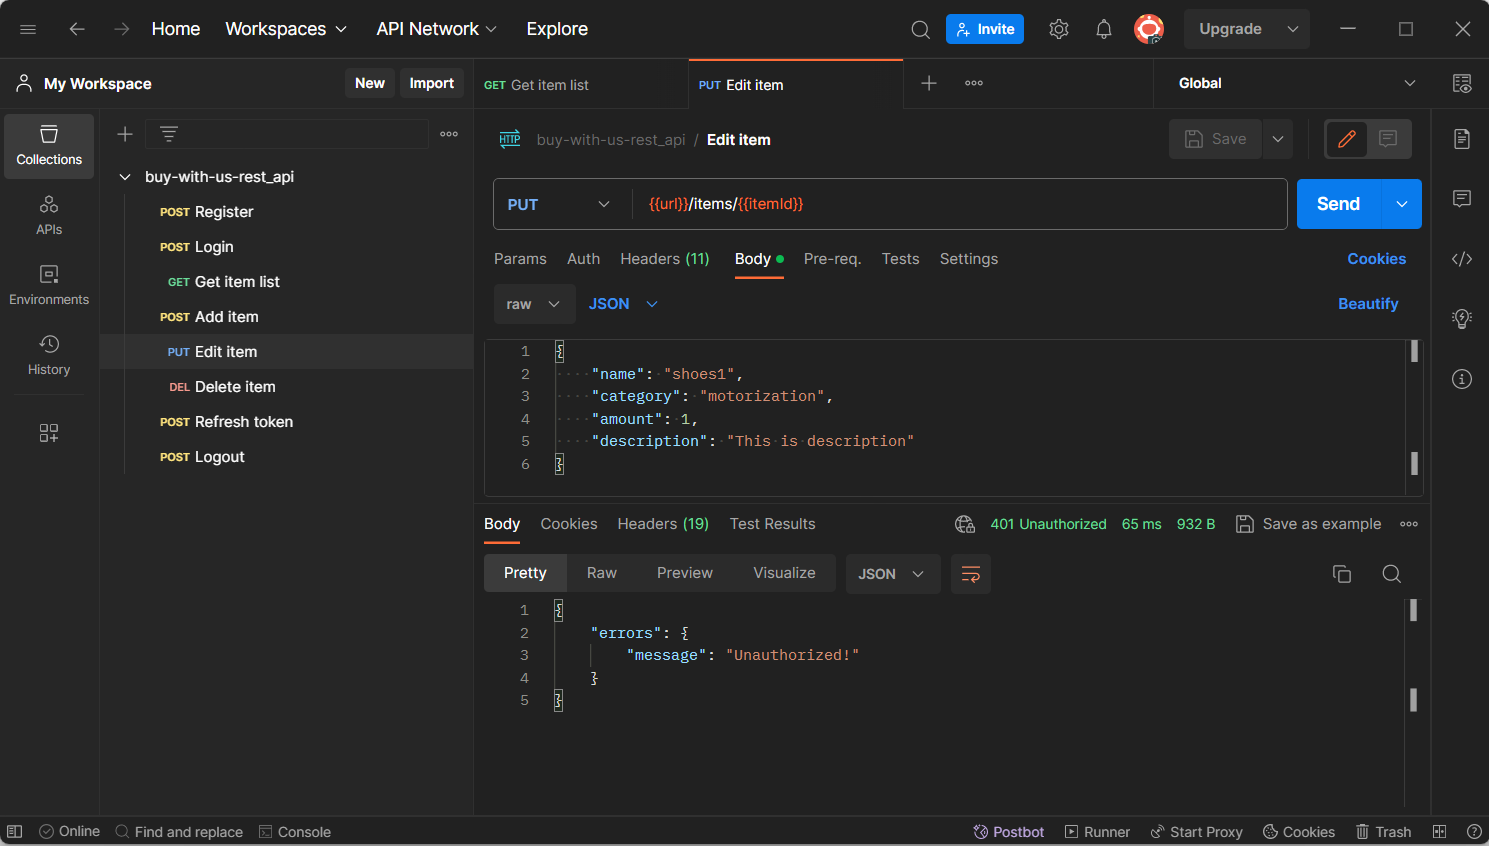 Home Workspaces API Network Explore Invite Upgrade
My Workspace New Import GET Get item list PUT Edit item Global
Collections
APIs
Environments
History
buy-with-us-rest_api
POST Register
POST Login
GET Get item list
POST Add item
PUT Edit item
DEL Delete item
POST Refresh token
POST Logout
HTTP buy-with-us-rest_api / Edit item Save
PUT {{url}}/items/{{itemId}} Send
Params Auth Headers (11) Body Pre-req. Tests Settings Cookies
raw JSON Beautify
1 {
2 ····"name":·"shoes1",
3 ····"category":·"motorization",
4 ····"amount":·1,
5 ····"description":·"This·is·description"
6 }
Body Cookies Headers (19) Test Results 401 Unauthorized 65 ms 932 B Save as example
Pretty Raw Preview Visualize JSON
1 {
2 "errors": {
3 "message": "Unauthorized!"
4 }
5 }
Online Find and replace Console Postbot Runner Start Proxy Cookies Trash